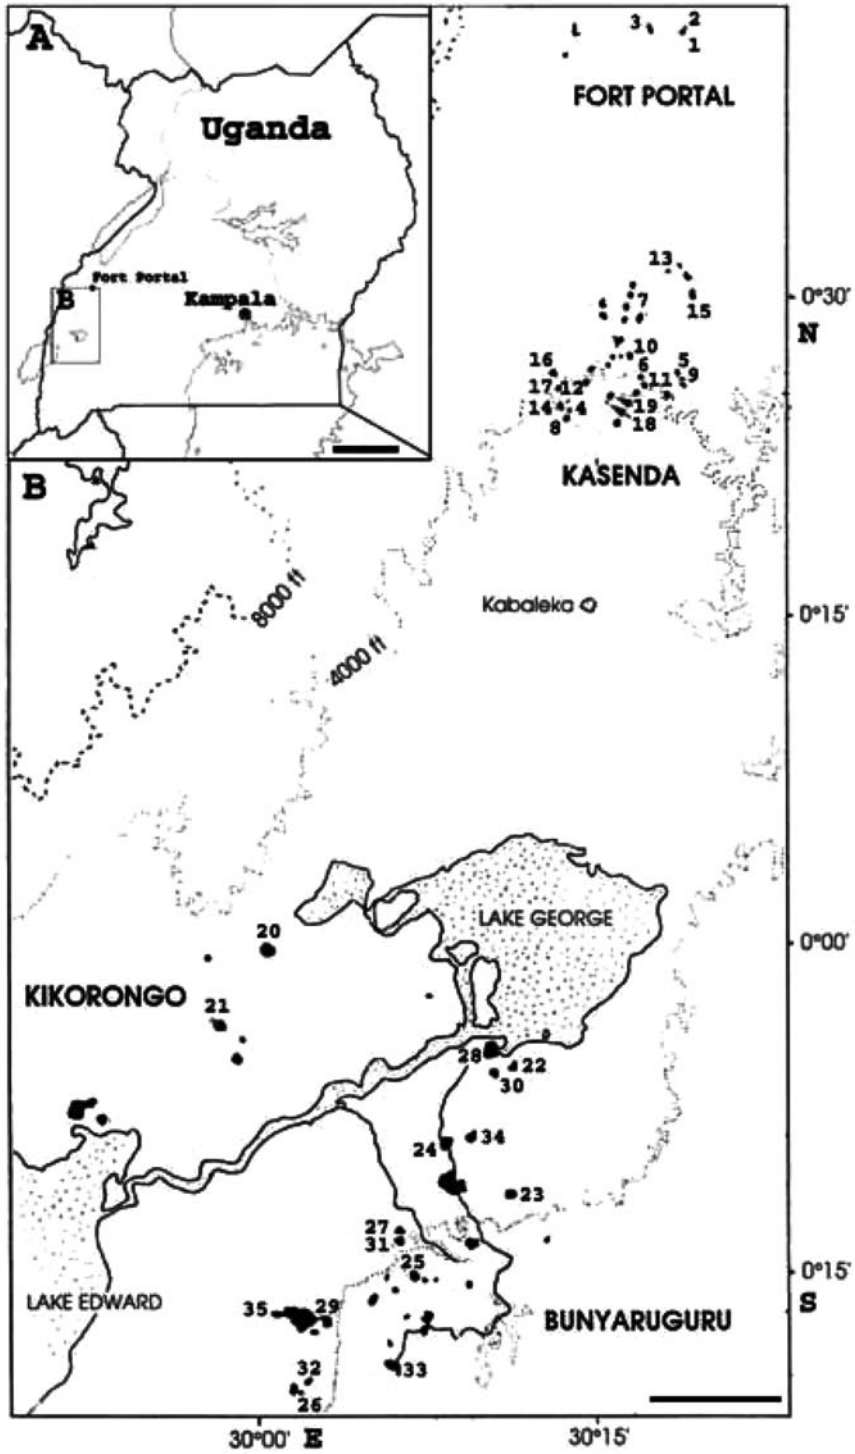 A
Uganda
Fort Portal
B
Kampala
3
2
1
FORT PORTAL
13
0°30'
7
15
N
10
16
6
5
17
12
11
9
14
4
19
8
18
KASENDA
B
8000 ft
Kabaleka
0°15'
4000 ft
LAKE GEORGE
20
0°00'
KIKORONGO
21
28
22
30
24
34
23
27
31
25
0°15'
LAKE EDWARD
35
29
S
BUNYARUGURU
32
33
26
30°00'
E
30°15'